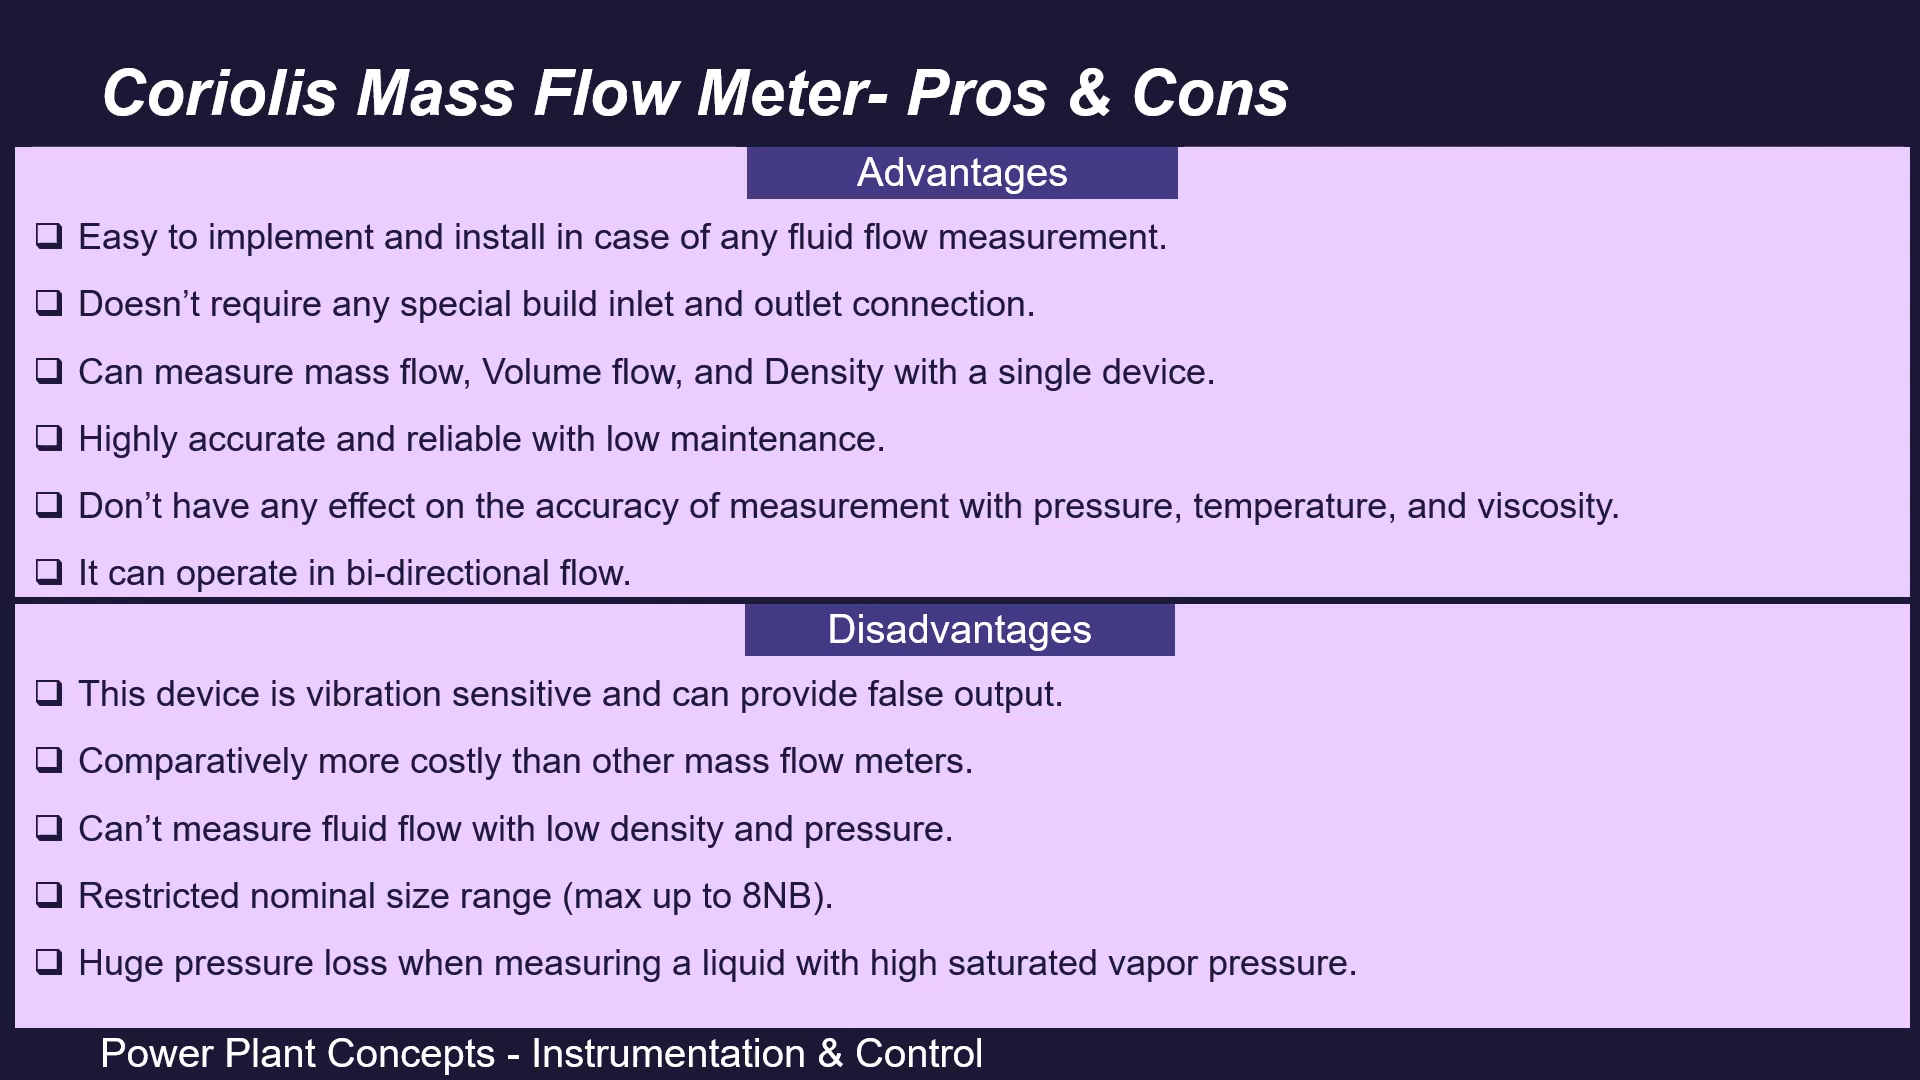 Coriolis Mass Flow Meter- Pros & Cons
Advantages
❑ Easy to implement and install in case of any fluid flow measurement.
❑ Doesn’t require any special build inlet and outlet connection.
❑ Can measure mass flow, Volume flow, and Density with a single device.
❑ Highly accurate and reliable with low maintenance.
❑ Don’t have any effect on the accuracy of measurement with pressure, temperature, and viscosity.
❑ It can operate in bi-directional flow.
Disadvantages
❑ This device is vibration sensitive and can provide false output.
❑ Comparatively more costly than other mass flow meters.
❑ Can’t measure fluid flow with low density and pressure.
❑ Restricted nominal size range (max up to 8NB).
❑ Huge pressure loss when measuring a liquid with high saturated vapor pressure.
Power Plant Concepts - Instrumentation & Control